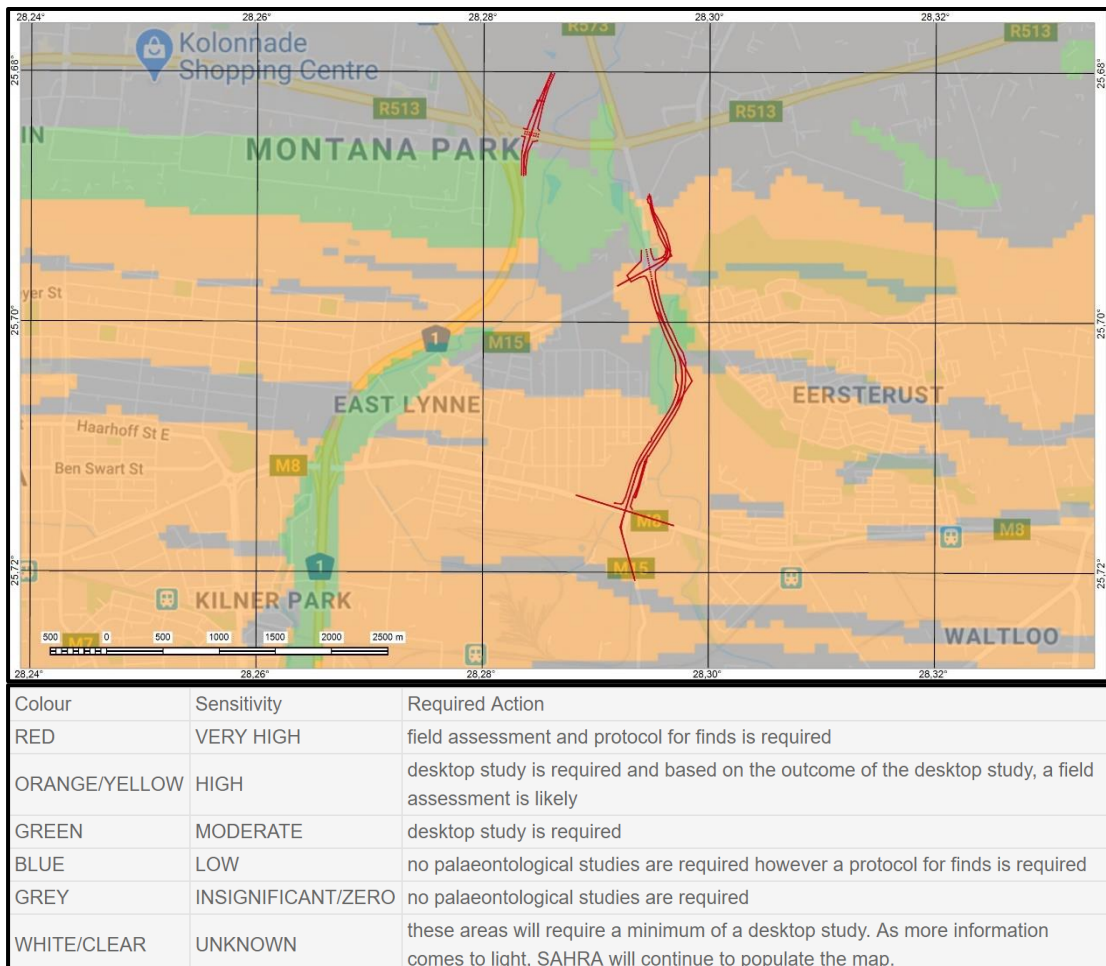 28,24° 28,26° 28,28° 28,30° 28,32°
R573
R513
Kolonnade
Shopping Centre
25,68° 25,68°
R513 R513
IN
MONTANA PARK
yer St
25,70° 25,70°
1 M15
EERSTERUST
EAST LYNNE
Haarhoff St E
Ben Swart St
M8
A
M8
M8
25,72° 25,72°
1 M15
KILNER PARK
WALTLOO
500 0 500 1000 1500 2000 2500 m
M7
28,24° 28,26° 28,28° 28,30° 28,32°
Colour Sensitivity Required Action
RED VERY HIGH field assessment and protocol for finds is required
ORANGE/YELLOW HIGH desktop study is required and based on the outcome of the desktop study, a field
assessment is likely
GREEN MODERATE desktop study is required
BLUE LOW no palaeontological studies are required however a protocol for finds is required
GREY INSIGNIFICANT/ZERO no palaeontological studies are required
WHITE/CLEAR UNKNOWN these areas will require a minimum of a desktop study. As more information
comes to light, SAHRA will continue to populate the map.